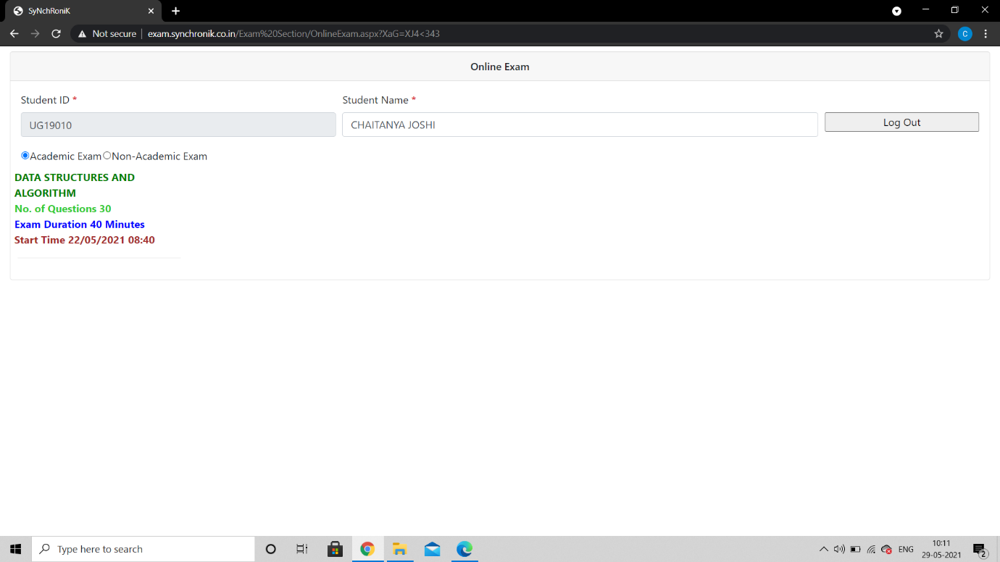 SyNchRoniK
Not secure exam.synchronik.co.in/Exam%20Section/OnlineExam.aspx?XaG=XJ4<343
C
Online Exam
Student ID * Student Name *
UG19010 CHAITANYA JOSHI Log Out
Academic Exam Non-Academic Exam
DATA STRUCTURES AND
ALGORITHM
No. of Questions 30
Exam Duration 40 Minutes
Start Time 22/05/2021 08:40
Type here to search
ENG
10:11
29-05-2021
2